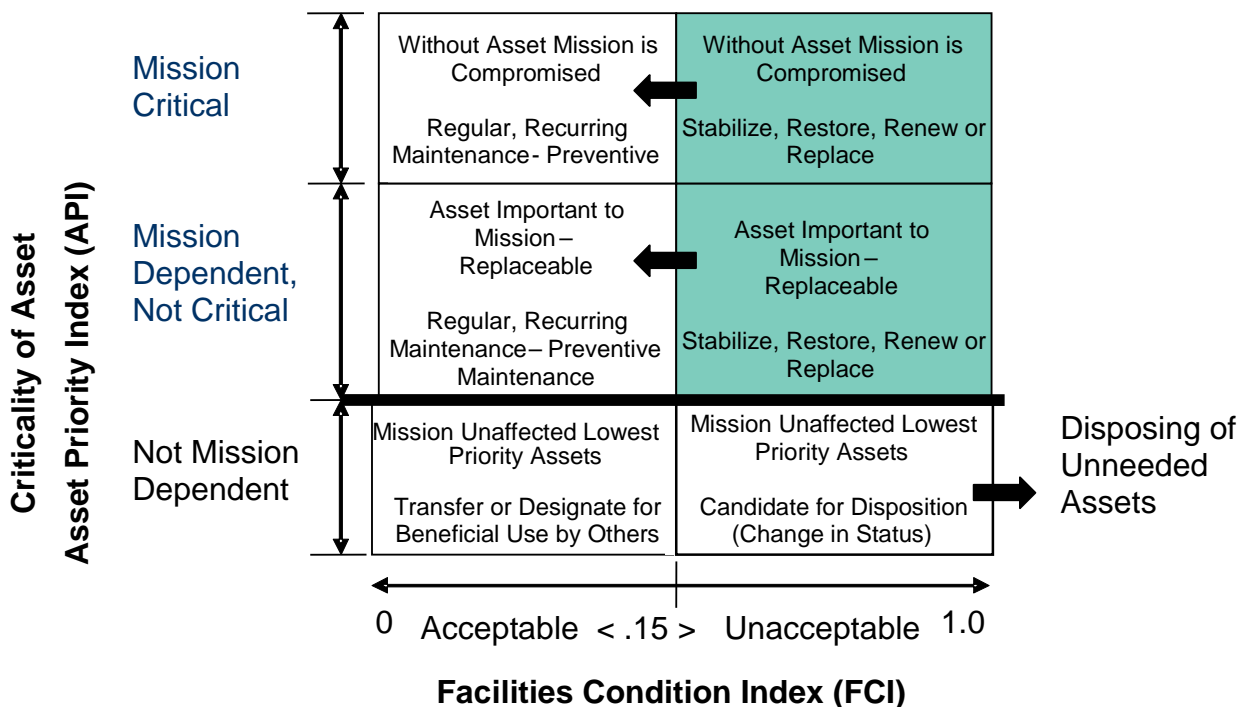 Criticality of Asset
Asset Priority Index (API)
Mission
Critical
Without Asset Mission is
Compromised
Regular, Recurring
Maintenance - Preventive
Without Asset Mission is
Compromised
Stabilize, Restore, Renew or
Replace
Mission
Dependent,
Not Critical
Asset Important to
Mission –
Replaceable
Regular, Recurring
Maintenance – Preventive
Maintenance
Asset Important to
Mission –
Replaceable
Stabilize, Restore, Renew or
Replace
Not Mission
Dependent
Mission Unaffected Lowest
Priority Assets
Transfer or Designate for
Beneficial Use by Others
Mission Unaffected Lowest
Priority Assets
Candidate for Disposition
(Change in Status)
Disposing of
Unneeded
Assets
0 Acceptable < .15 > Unacceptable 1.0
Facilities Condition Index (FCI)